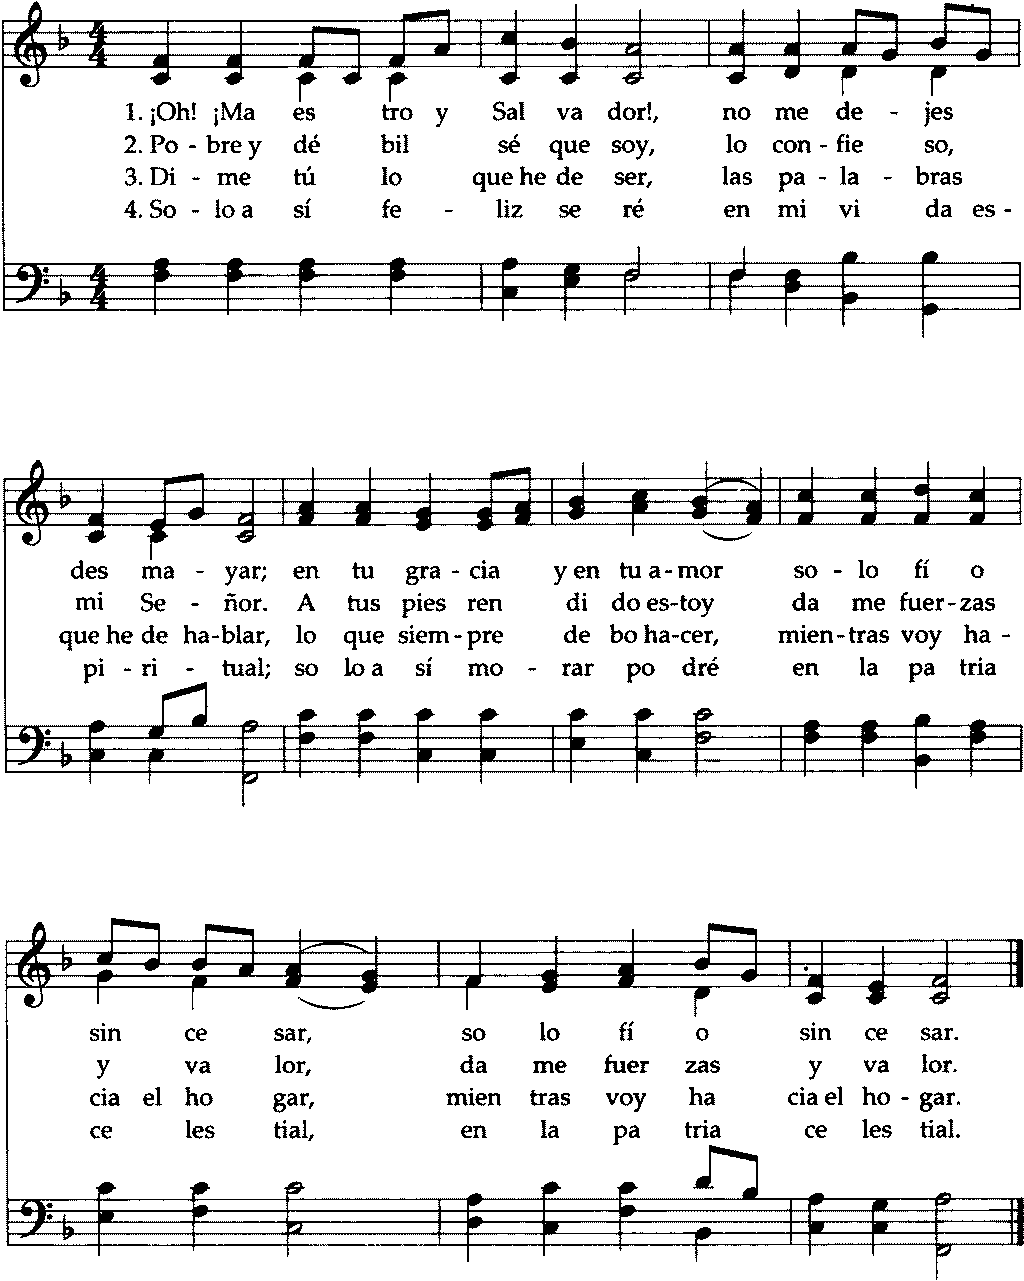 1. ¡Oh! ¡Ma es tro y Sal va dor!, no me de - jes
2. Po - bre y dé bil sé que soy, lo con - fie so,
3. Di - me tú lo que he de ser, las pa - la - bras
4. So - lo a sí fe - liz se ré en mi vi da es -
des ma - yar; en tu gra - cia y en tu a - mor so - lo fí o
mi Se - ñor. A tus pies ren di do es - toy da me fuer - zas
que he de ha - blar, lo que siem - pre de bo ha - cer, mien - tras voy ha -
pi - ri - tual; so lo a sí mo - rar po dré en la pa tria
sin ce sar, so lo fí o sin ce sar.
y va lor, da me fuer zas y va lor.
cia el ho gar, mien tras voy ha cia el ho - gar.
ce les tial, en la pa tria ce les tial.